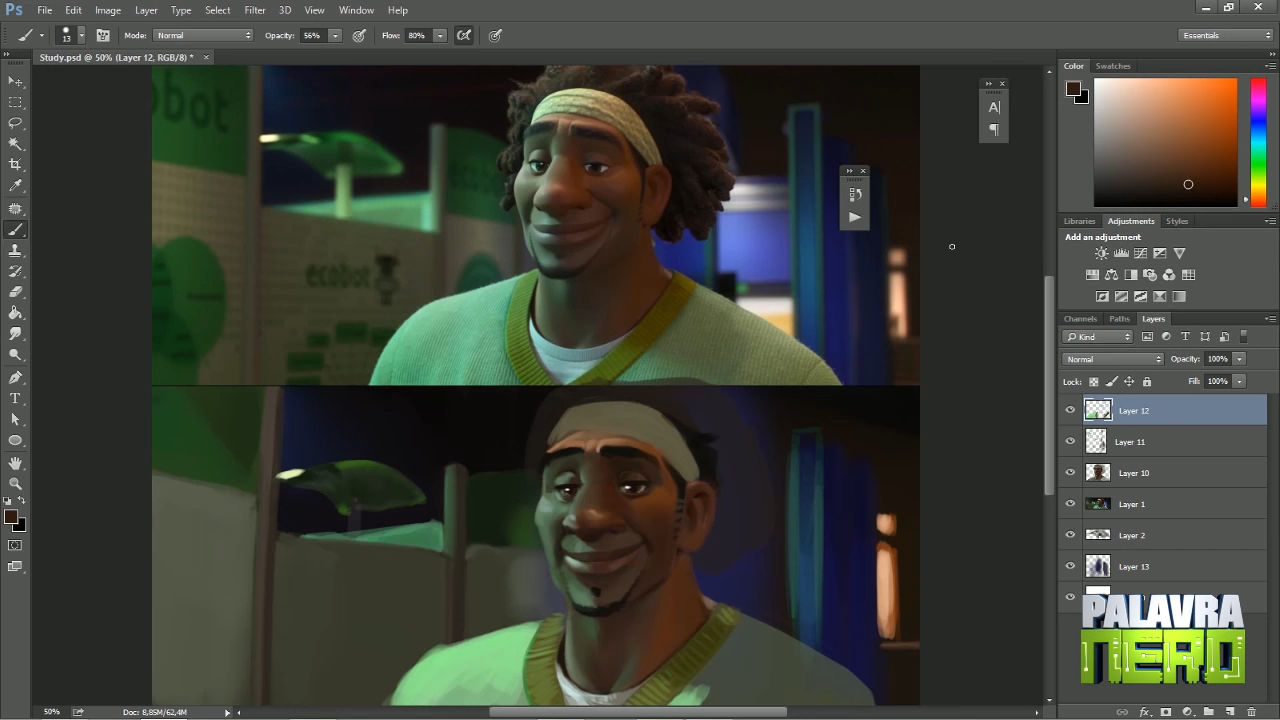 Ps File Edit Image Layer Type Select Filter 3D View Window Help
13 Mode: Normal Opacity: 56% Flow: 80% Essentials
Study.psd @ 50% (Layer 12, RGB/8) *
Color Swatches
obot
ecobot
Libraries Adjustments Styles
Add an adjustment
Channels Paths Layers
Kind
Normal Opacity: 100%
Lock: Fill: 100%
Layer 12
Layer 11
Layer 10
Layer 1
Layer 2
Layer 13
PALAVRA
NERD
50% Doc: 8,85M/62,4M